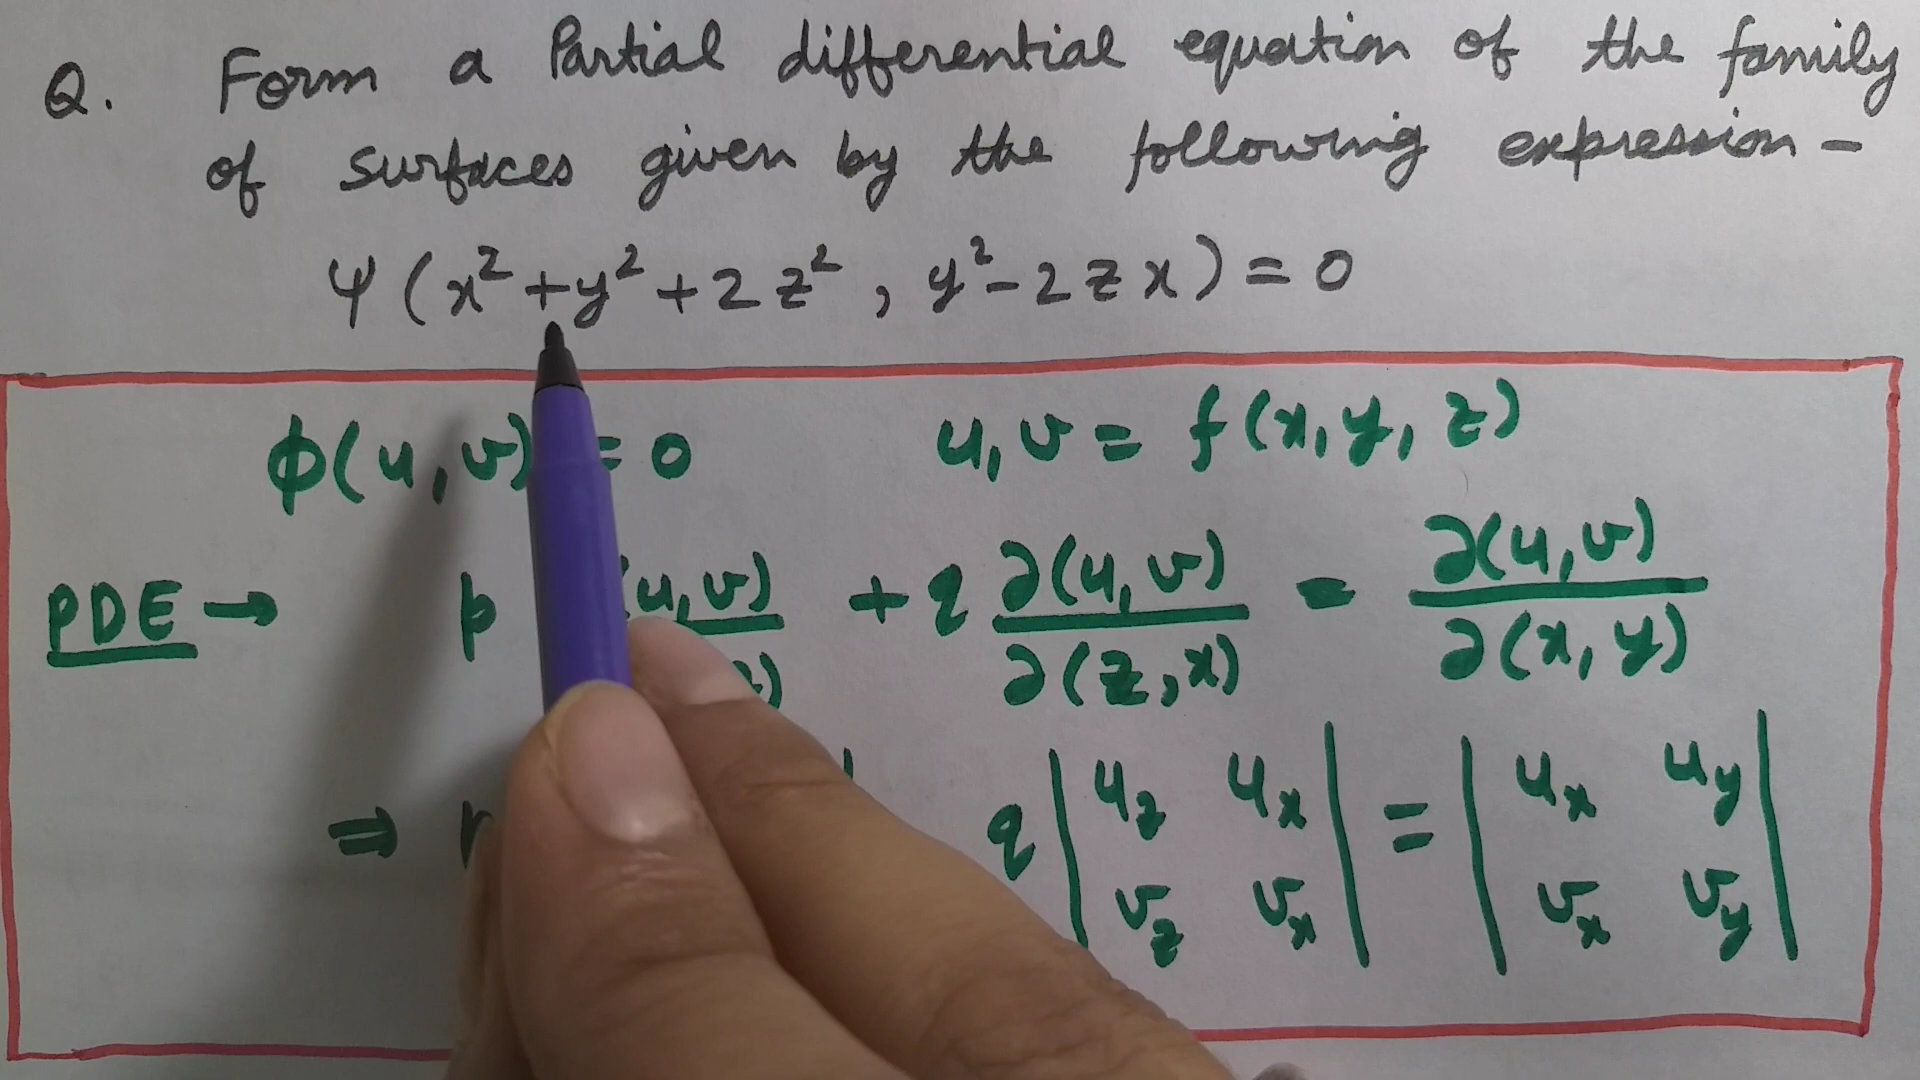 Q. Form a Partial differential equation of the family
of surfaces given by the following expression -
ψ (x² + y² + 2z², y² - 2zx) = 0
ϕ(u, v) = 0 u, v = f(x, y, z)
PDE → p (u, v) + q ∂(u, v)/∂(z, x) = ∂(u, v)/∂(x, y)
⇒ q | u_z u_x | = | u_x u_y |
| v_z v_x | | v_x v_y |